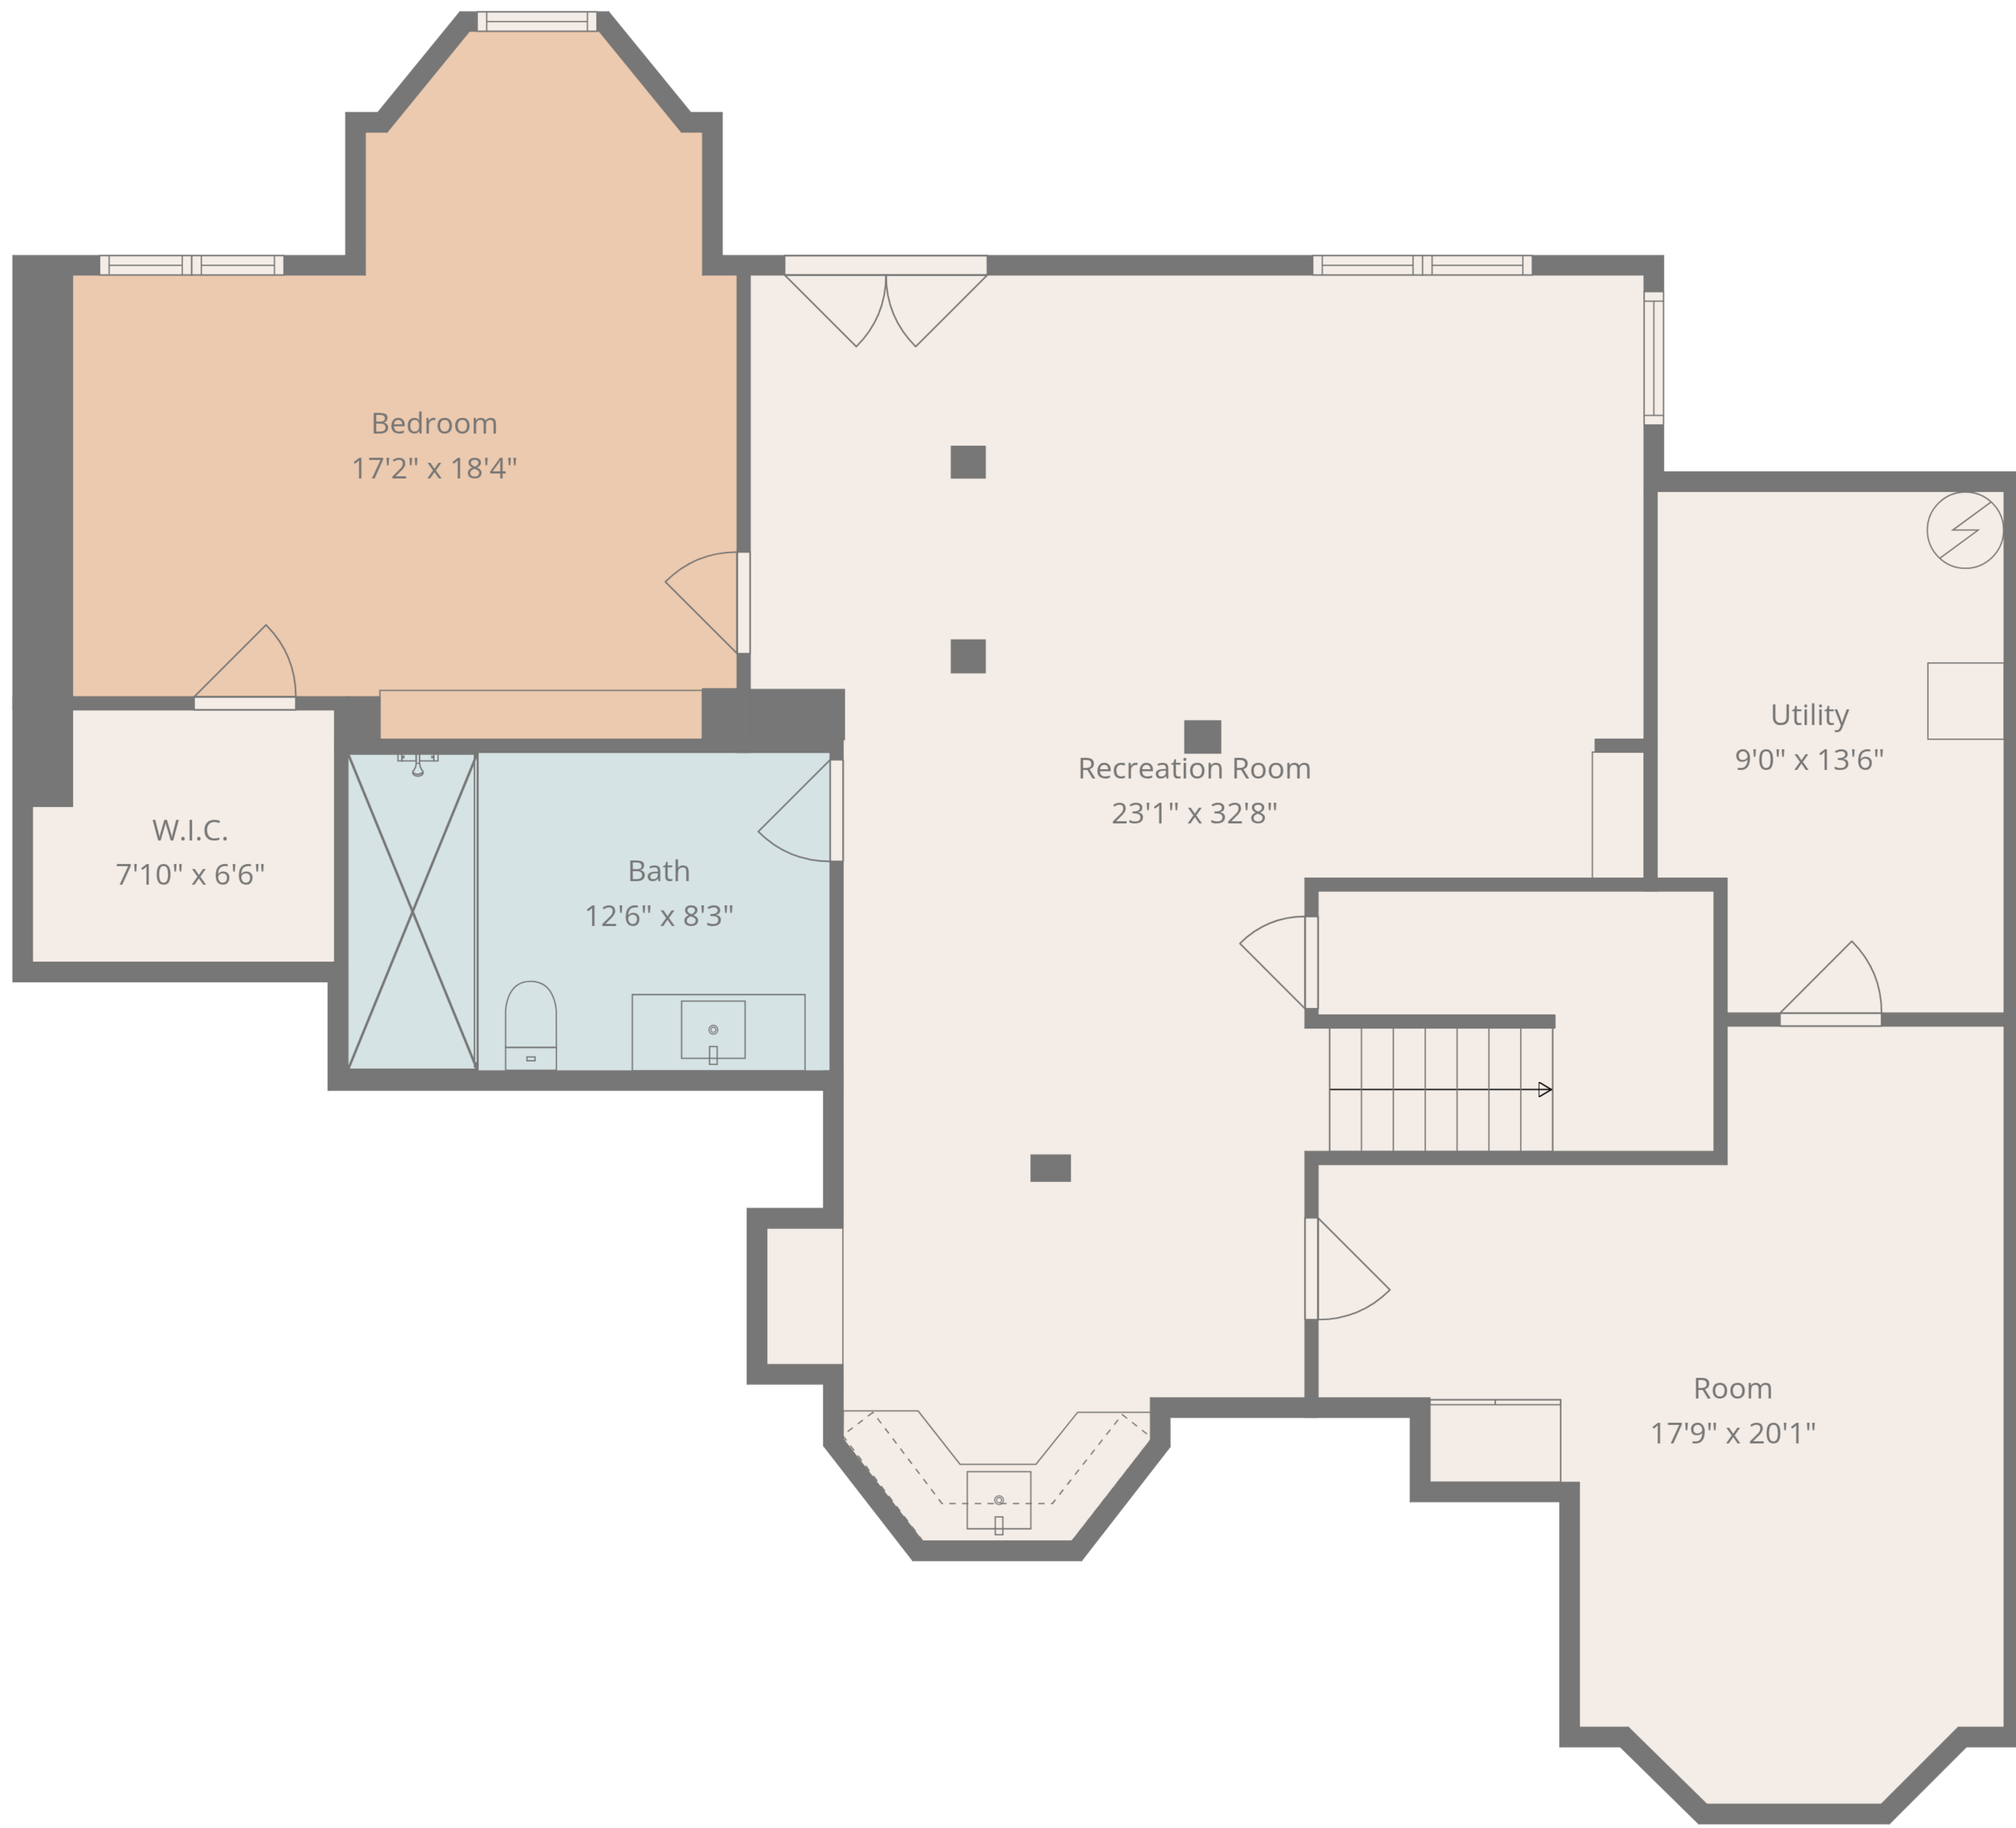 Bedroom
17'2" x 18'4"
Utility
9'0" x 13'6"
Recreation Room
23'1" x 32'8"
W.I.C.
7'10" x 6'6"
Bath
12'6" x 8'3"
Room
17'9" x 20'1"